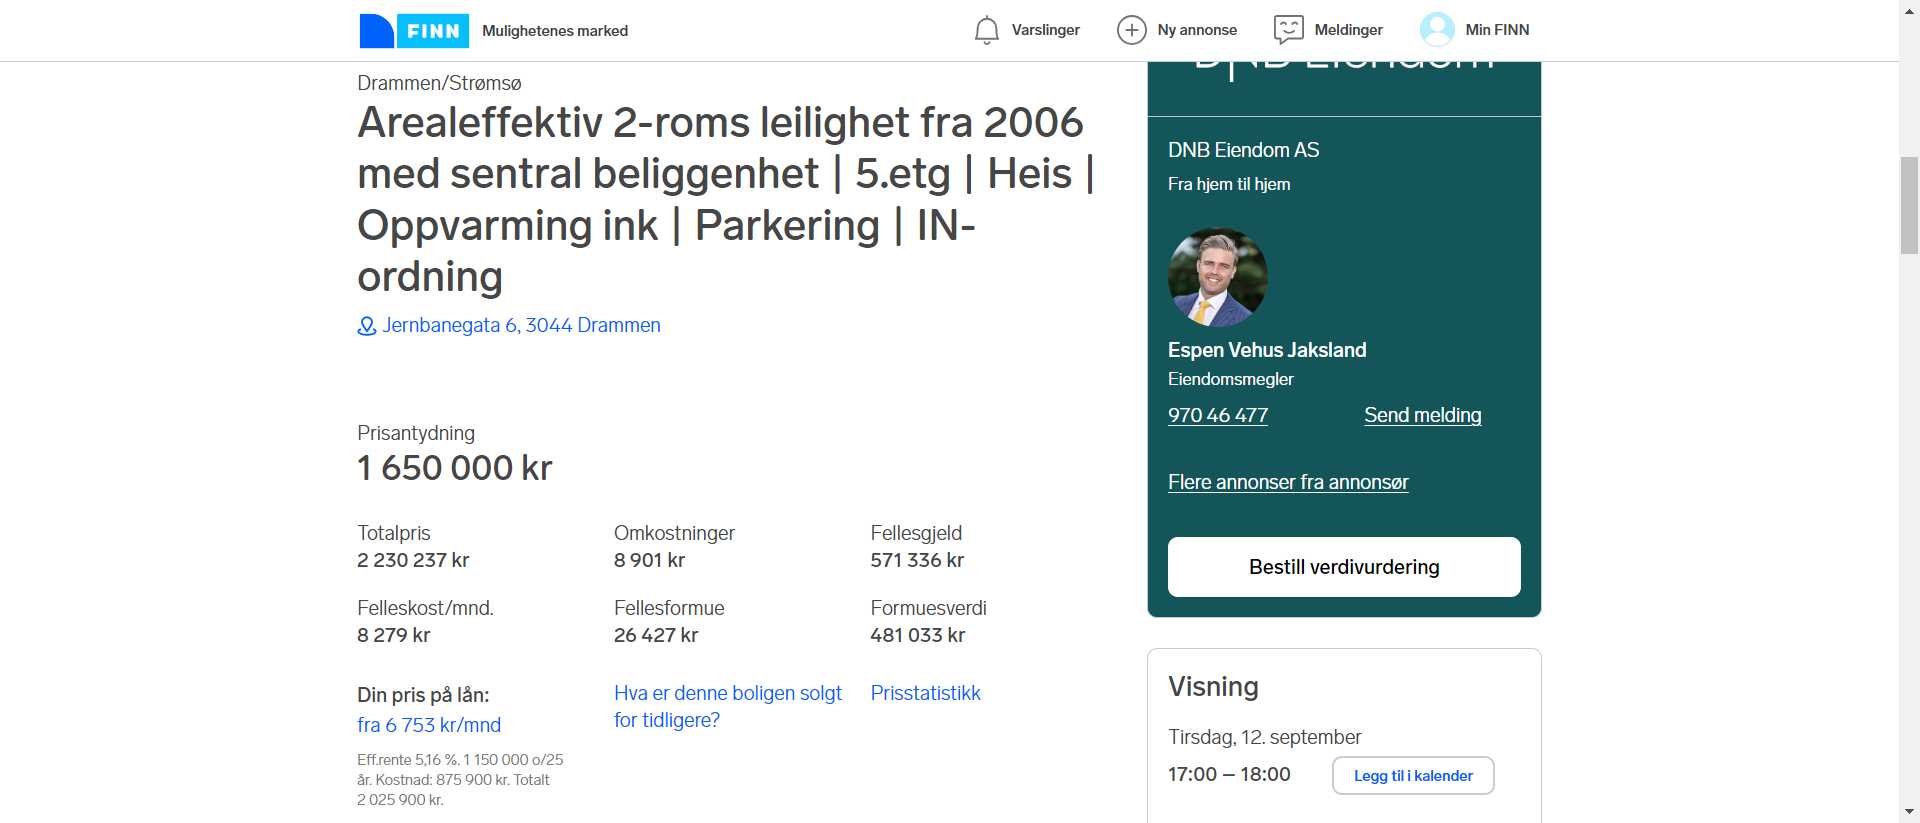 FINN
Mulighetenes marked
Varslinger
Ny annonse
Meldinger
Min FINN
Drammen/Strømsø
Arealeffektiv 2-roms leilighet fra 2006
med sentral beliggenhet | 5.etg | Heis |
Oppvarming ink | Parkering | IN-
ordning
Jernbanegata 6, 3044 Drammen
Prisantydning
1 650 000 kr
Totalpris
2 230 237 kr
Omkostninger
8 901 kr
Fellesgjeld
571 336 kr
Felleskost/mnd.
8 279 kr
Fellesformue
26 427 kr
Formuesverdi
481 033 kr
Din pris på lån:
fra 6 753 kr/mnd
Eff.rente 5,16 %. 1 150 000 o/25
år. Kostnad: 875 900 kr. Totalt
2 025 900 kr.
Hva er denne boligen solgt
for tidligere?
Prisstatistikk
DNB Eiendom
DNB Eiendom AS
Fra hjem til hjem
Espen Vehus Jaksland
Eiendomsmegler
970 46 477
Send melding
Flere annonser fra annonsør
Bestill verdivurdering
Visning
Tirsdag, 12. september
17:00 – 18:00
Legg til i kalender